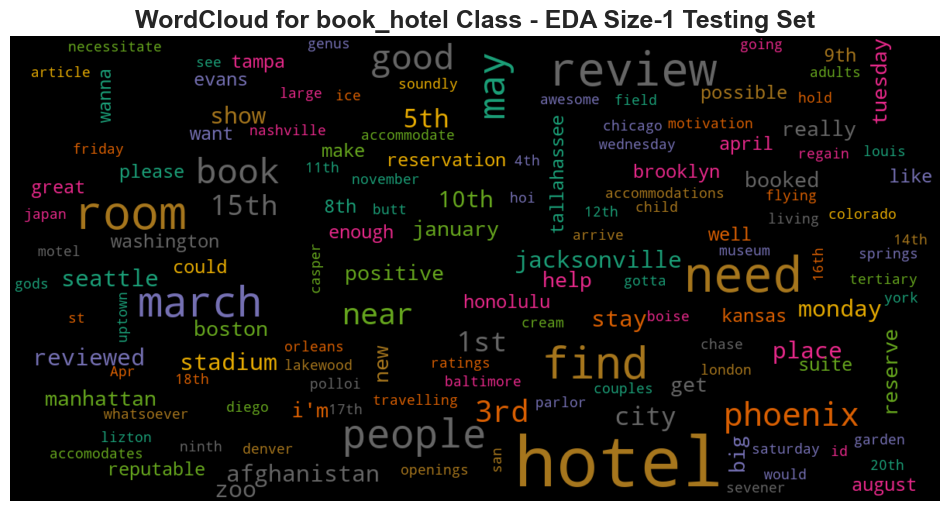 WordCloud for book_hotel Class - EDA Size-1 Testing Set
necessitate
genus
going
article
wanna
see
tampa
evans
good
soundly
may
review
9th
adults
tuesday
large
ice
awesome
field
possible
hold
show
5th
want
nashville
accommodate
chicago
motivation
really
friday
make
reservation
4th
tallahassee
wednesday
april
regain
louis
please
book
11th
november
brooklyn
booked
like
great
accommodations
flying
japan
room
15th
8th
butt
10th
hoi
12th
child
living
colorado
enough
january
arrive
well
14th
motel
washington
jacksonville
museum
16th
springs
gods
seattle
could
casper
positive
help
gotta
need
tertiary
uptown
march
honolulu
york
st
near
cream
stay
boise
kansas
monday
boston
1st
chase
reviewed
stadium
orleans
new
ratings
find
place
reserve
Apr
lakewood
london
suite
18th
polloi
baltimore
couples
get
manhattan
travelling
whatsoever
diego
i'm
17th
3rd
parlor
city
phoenix
lizton
people
garden
accomodates
ninth
denver
san
hotel
big
saturday
id
reputable
afghanistan
openings
would
20th
zoo
sevener
august